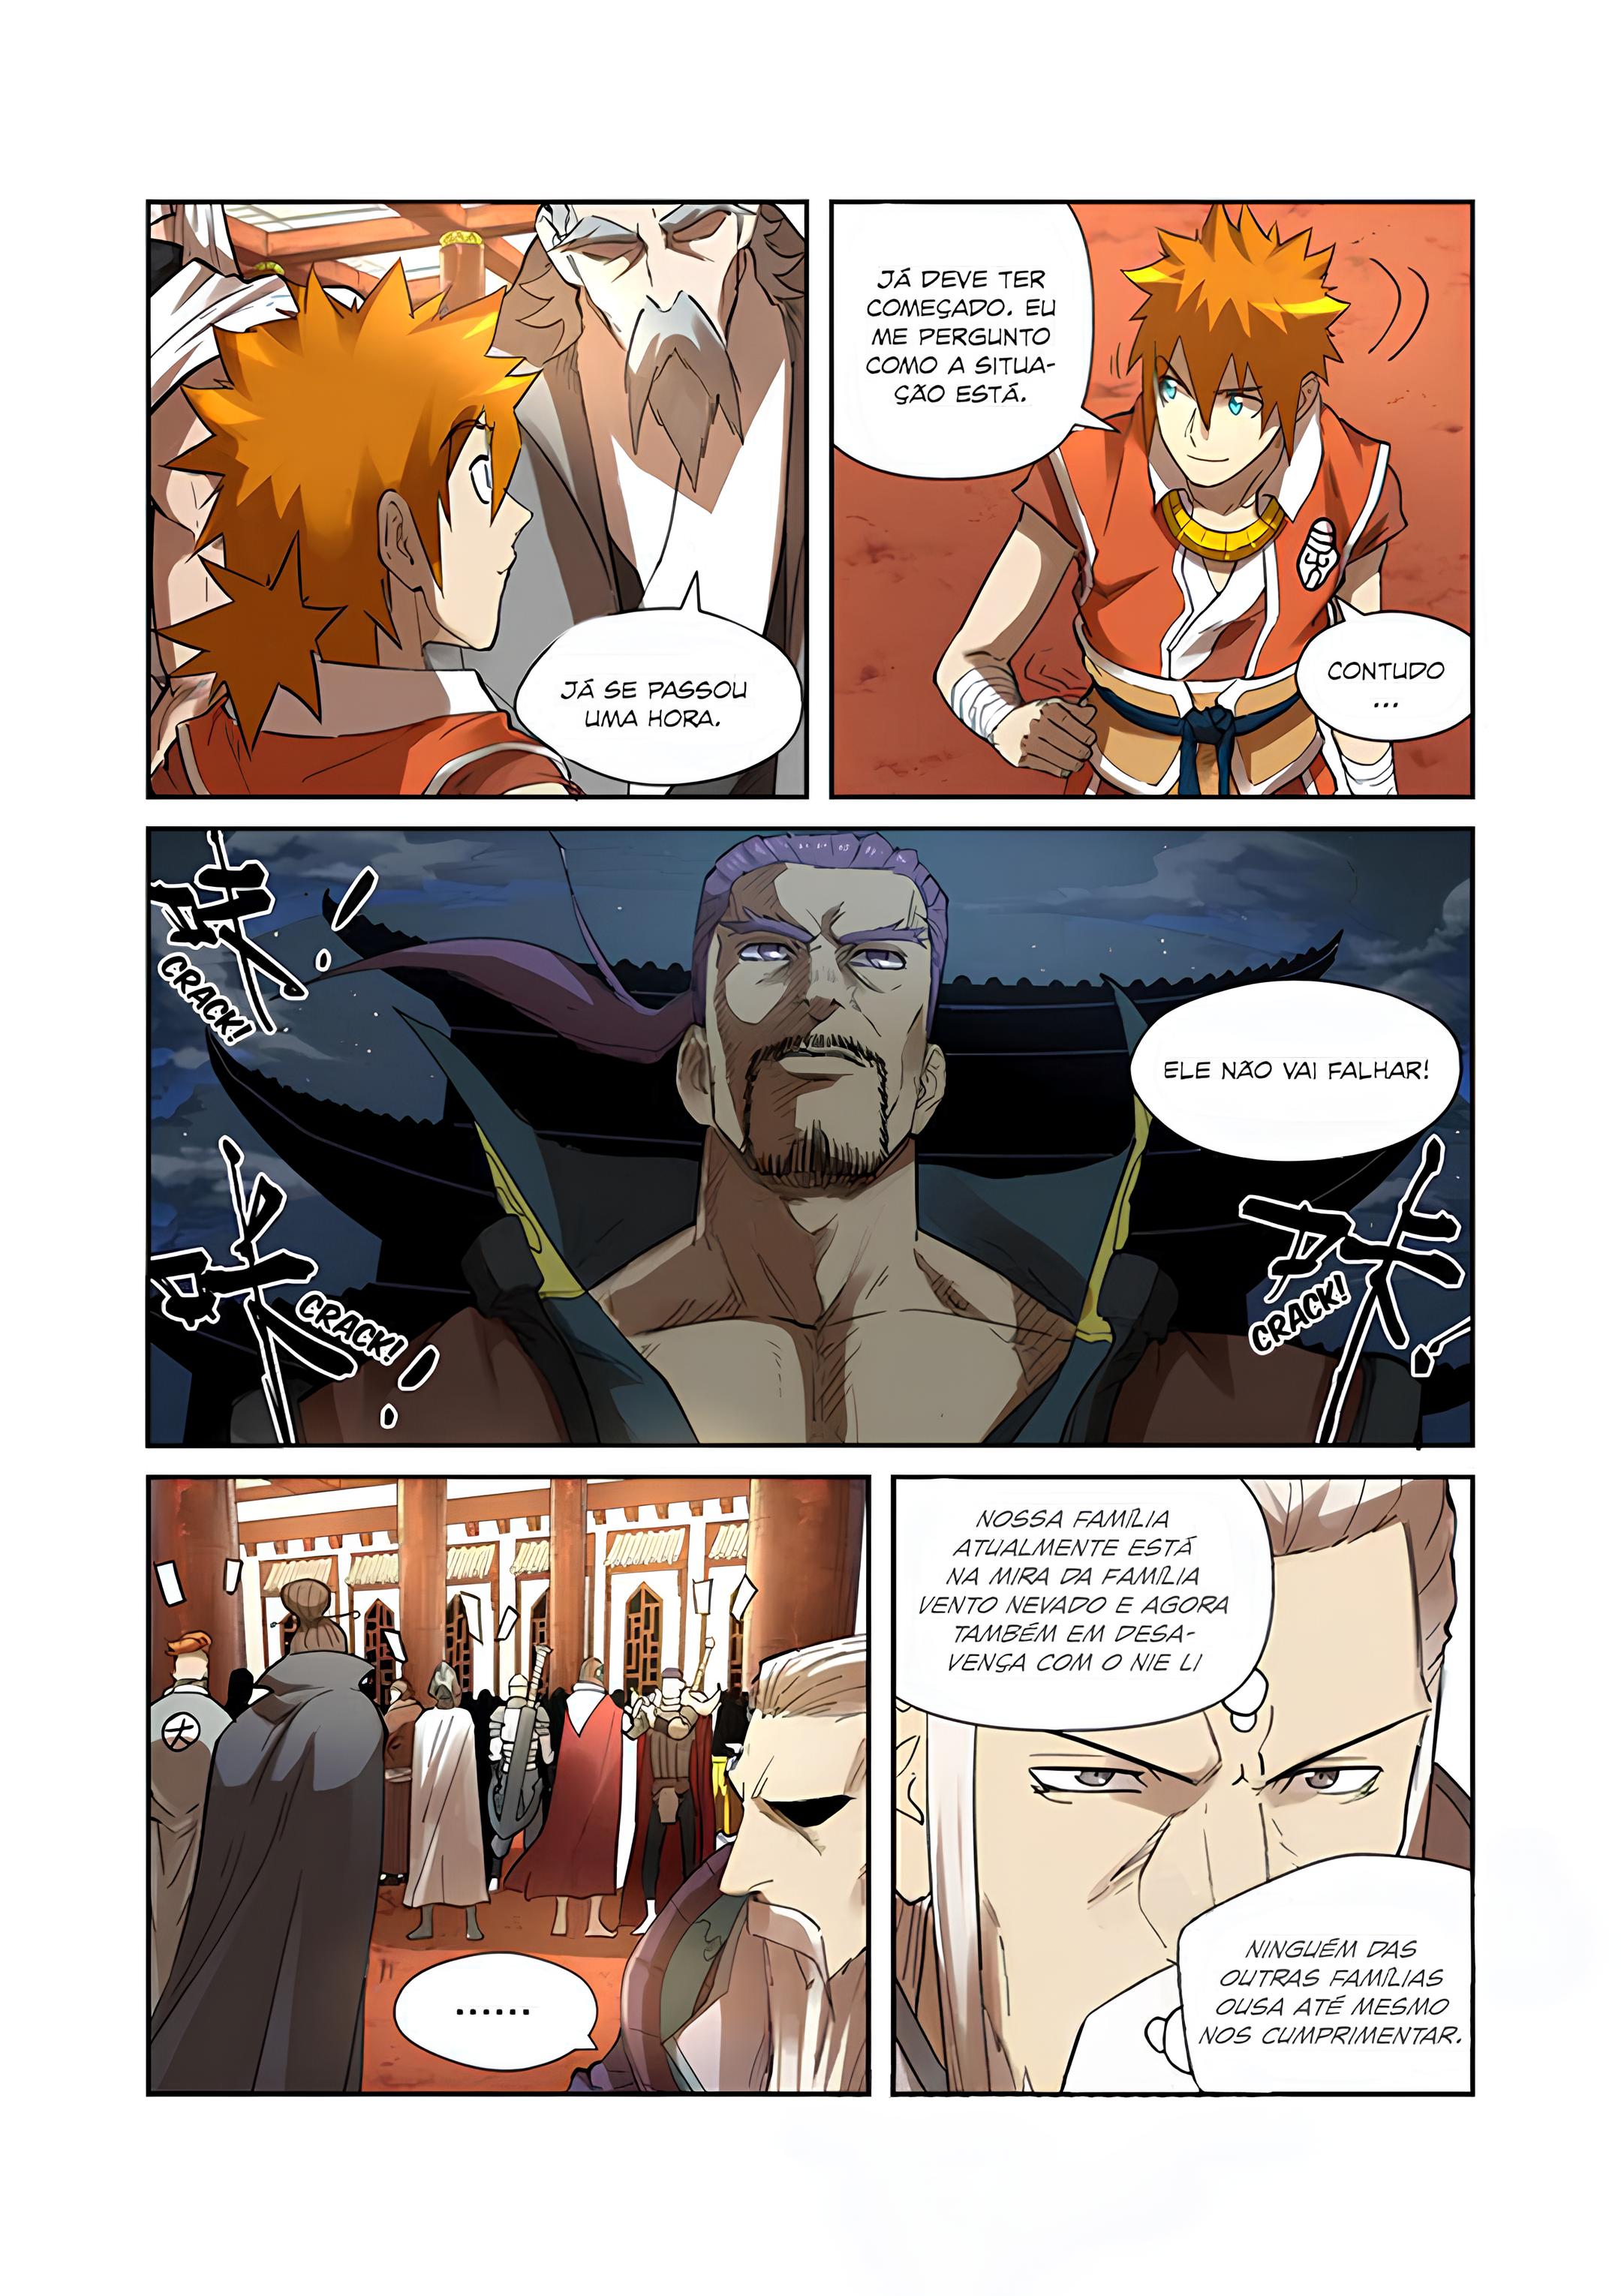 JÁ SE PASSOU
UMA HORA.
JÁ DEVE TER
COMEÇADO. EU
ME PERGUNTO
COMO A SITUA-
ÇÃO ESTÁ.
CONTUDO
...
CRACK!
ELE NÃO VAI FALHAR!
CRACK!
CRACK!
大
......
NOSSA FAMÍLIA
ATUALMENTE ESTÁ
NA MIRA DA FAMÍLIA
VENTO NEVADO E AGORA
TAMBÉM EM DESA-
VENÇA COM O NIE LI
NINGUÉM DAS
OUTRAS FAMÍLIAS
OUSA ATÉ MESMO
NOS CUMPRIMENTAR.